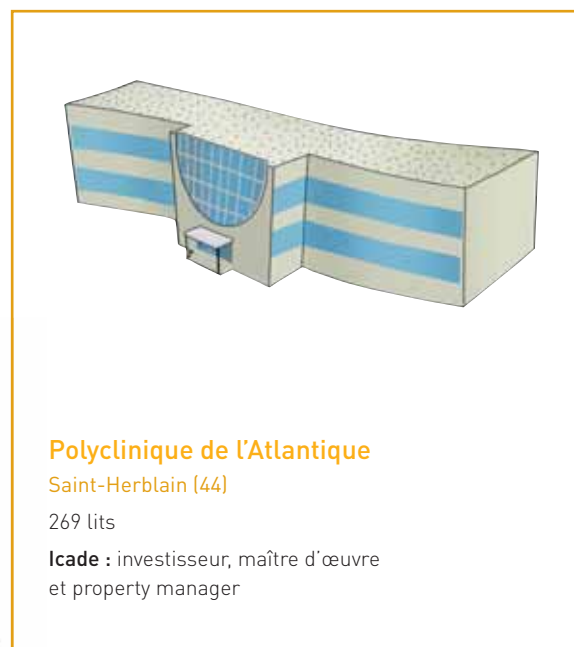 Polyclinique de l’Atlantique
Saint-Herblain (44)
269 lits
Icade : investisseur, maître d’œuvre
et property manager